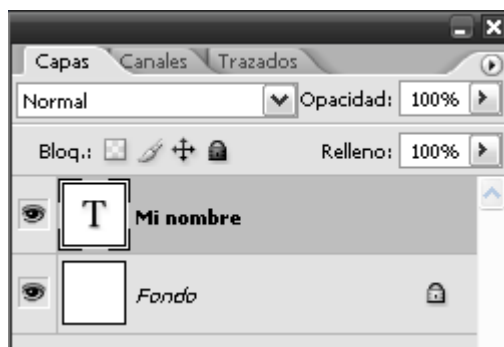 Capas Canales Trazados
Normal Opacidad: 100%
Bloq.: Relleno: 100%
T Mi nombre
Fondo